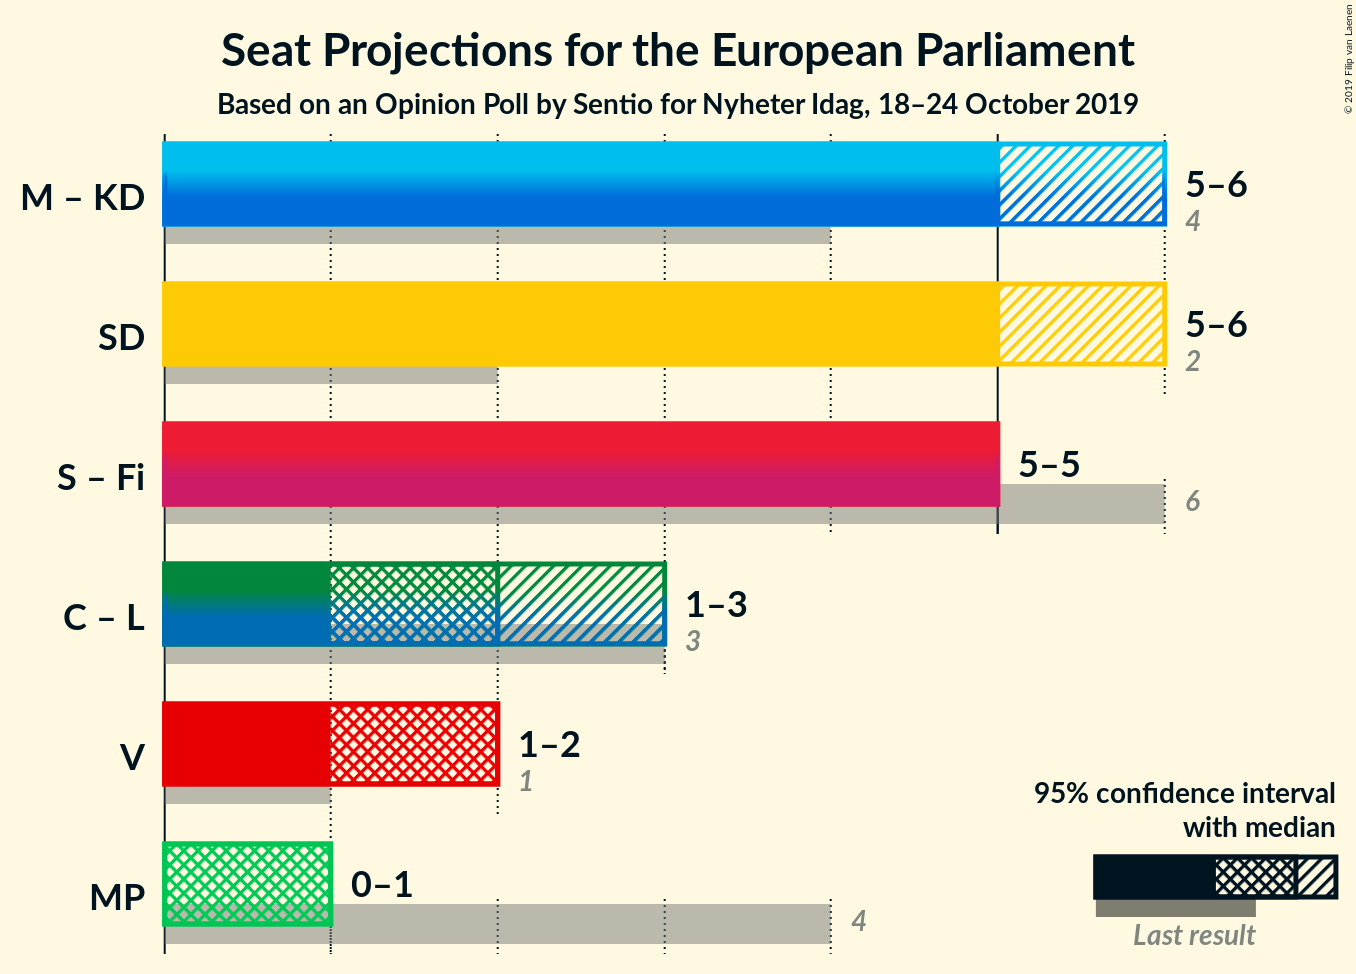 Seat Projections for the European Parliament
Based on an Opinion Poll by Sentio for Nyheter Idag, 18–24 October 2019
© 2019 Filip van Laenen
M – KD
5–6
4
SD
5–6
2
S – Fi
5–5
6
C – L
1–3
3
V
1–2
1
MP
0–1
4
95% confidence interval
with median
Last result